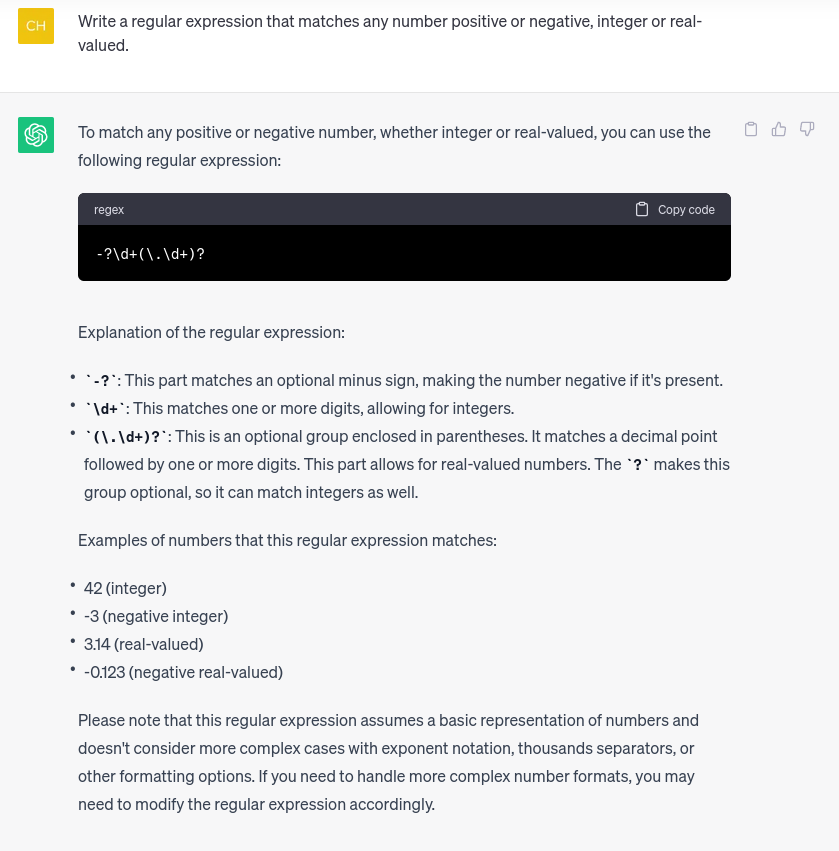 CH
Write a regular expression that matches any number positive or negative, integer or real-
valued.
To match any positive or negative number, whether integer or real-valued, you can use the
following regular expression:
regex
Copy code
-?\d+(\.\d+)?
Explanation of the regular expression:
• `-?`: This part matches an optional minus sign, making the number negative if it's present.
• `\d+`: This matches one or more digits, allowing for integers.
• `(\.\d+)?`: This is an optional group enclosed in parentheses. It matches a decimal point
followed by one or more digits. This part allows for real-valued numbers. The `?` makes this
group optional, so it can match integers as well.
Examples of numbers that this regular expression matches:
• 42 (integer)
• -3 (negative integer)
• 3.14 (real-valued)
• -0.123 (negative real-valued)
Please note that this regular expression assumes a basic representation of numbers and
doesn't consider more complex cases with exponent notation, thousands separators, or
other formatting options. If you need to handle more complex number formats, you may
need to modify the regular expression accordingly.